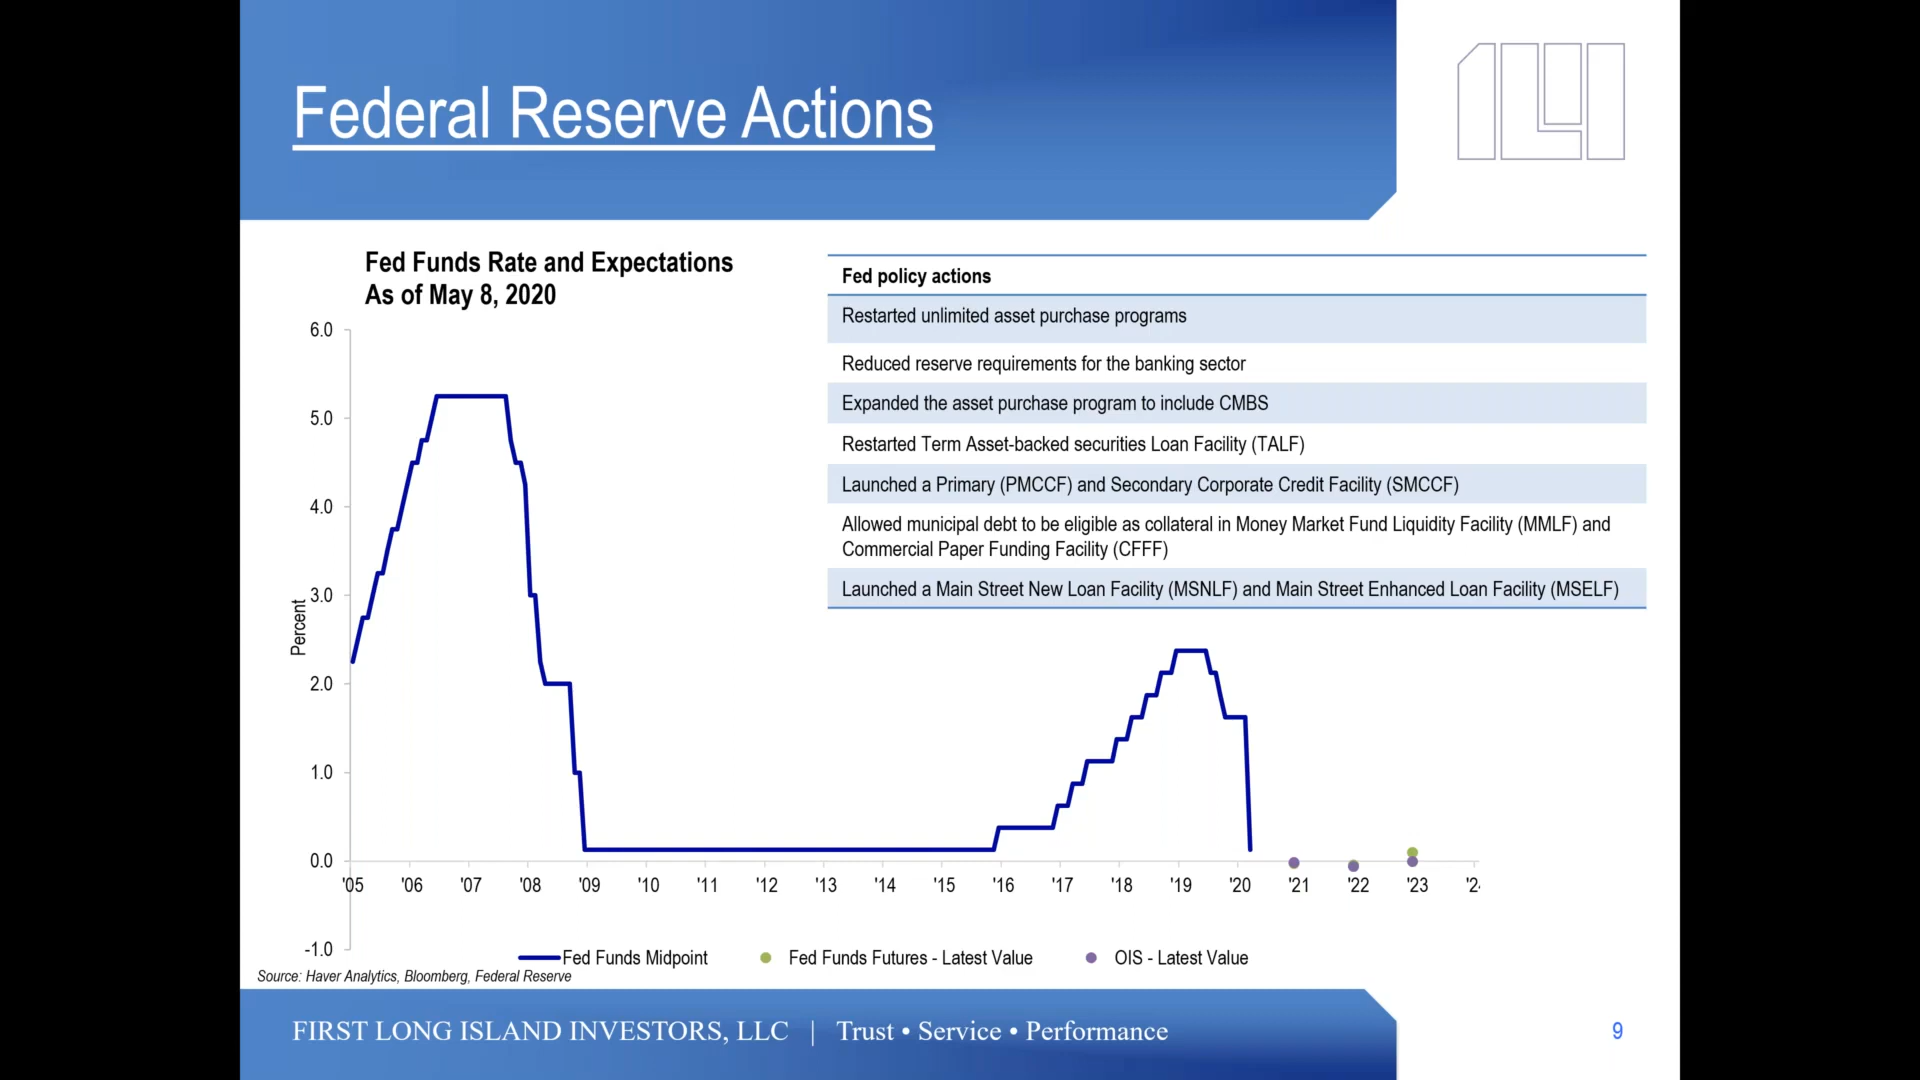 Federal Reserve Actions
Fed Funds Rate and Expectations
As of May 8, 2020
6.0
5.0
4.0
3.0
2.0
1.0
0.0
-1.0
Percent
'05 '06 '07 '08 '09 '10 '11 '12 '13 '14 '15 '16 '17 '18 '19 '20 '21 '22 '23
Fed Funds Midpoint Fed Funds Futures - Latest Value OIS - Latest Value
Source: Haver Analytics, Bloomberg, Federal Reserve
Fed policy actions
Restarted unlimited asset purchase programs
Reduced reserve requirements for the banking sector
Expanded the asset purchase program to include CMBS
Restarted Term Asset-backed securities Loan Facility (TALF)
Launched a Primary (PMCCF) and Secondary Corporate Credit Facility (SMCCF)
Allowed municipal debt to be eligible as collateral in Money Market Fund Liquidity Facility (MMLF) and
Commercial Paper Funding Facility (CFFF)
Launched a Main Street New Loan Facility (MSNLF) and Main Street Enhanced Loan Facility (MSELF)
FIRST LONG ISLAND INVESTORS, LLC | Trust • Service • Performance
9